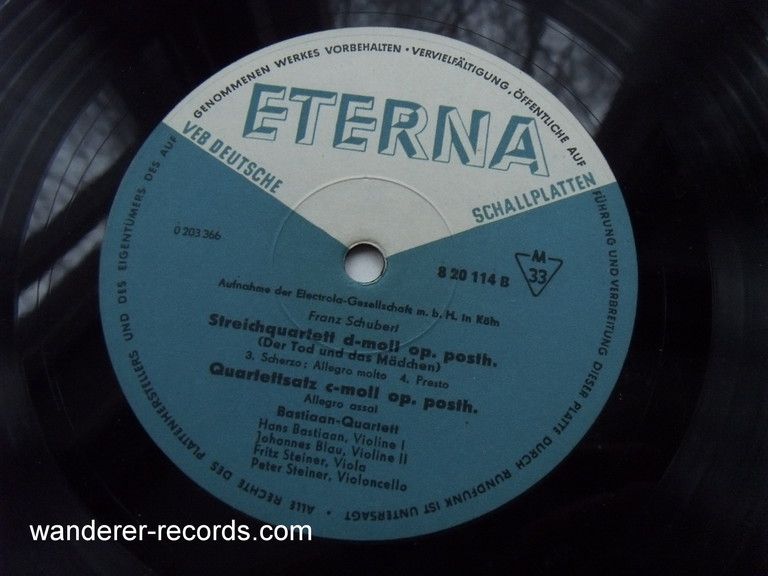 ALLE RECHTE DES PLATTENHERSTELLERS UND DES EIGENTÜMERS DES AUF GENOMMENEN WERKES VORBEHALTEN · VERVIELFÄLTIGUNG, ÖFFENTLICHE AUF FÜHRUNG UND VERBREITUNG DIESER PLATTE DURCH RUNDFUNK IST UNTERSAGT ·
ETERNA
VEB DEUTSCHE SCHALLPLATTEN
0 203 366
8 20 114 B
M
33
Aufnahme der Electrola-Gesellschaft m. b. H. in Köln
Franz Schubert
Streichquartett d-moll op. posth.
(Der Tod und das Mädchen)
3. Scherzo; Allegro molto 4. Presto
Quartettsatz c-moll op. posth.
Allegro assai
Bastiaan-Quartett
Hans Bastiaan, Violine I
Johannes Blau, Violine II
Fritz Steiner, Viola
Peter Steiner, Violoncello
wanderer-records.com